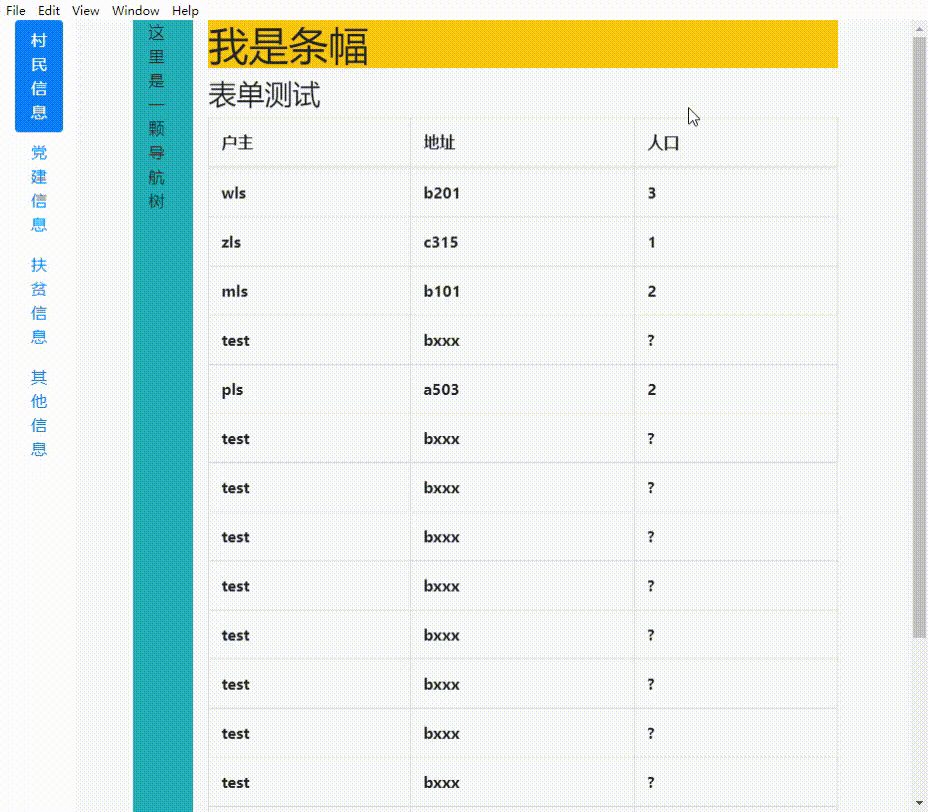 File Edit View Window Help
村民信息
党建信息
扶贫信息
其他信息
这里是一颗导航树
我是条幅
表单测试
户主 地址 人口
wls b201 3
zls c315 1
mls b101 2
test bxxx ?
pls a503 2
test bxxx ?
test bxxx ?
test bxxx ?
test bxxx ?
test bxxx ?
test bxxx ?
test bxxx ?
test bxxx ?